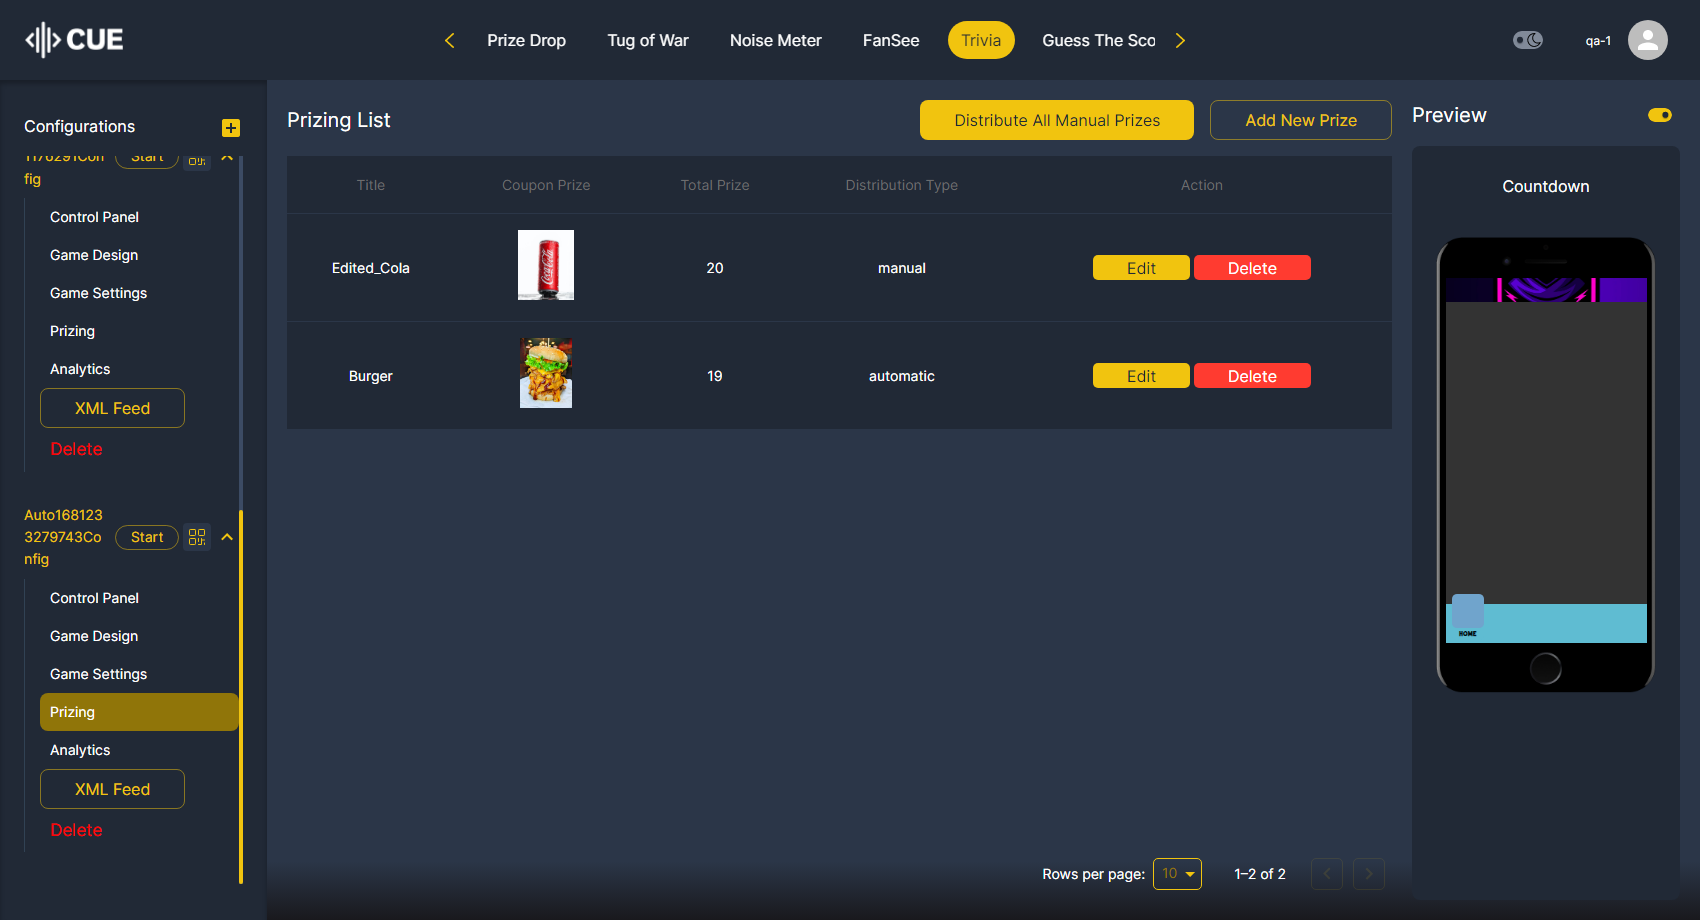 CUE
Prize Drop
Tug of War
Noise Meter
FanSee
Trivia
Guess The Sco
qa-1
Configurations
1176291Con
fig
Start
Control Panel
Game Design
Game Settings
Prizing
Analytics
XML Feed
Delete
Auto168123
3279743Co
nfig
Start
Control Panel
Game Design
Game Settings
Prizing
Analytics
XML Feed
Delete
Prizing List
Distribute All Manual Prizes
Add New Prize
Title
Coupon Prize
Total Prize
Distribution Type
Action
Edited_Cola
Coca-Cola
20
manual
Edit
Delete
Burger
19
automatic
Edit
Delete
Rows per page:
10
1–2 of 2
Preview
Countdown
HOME